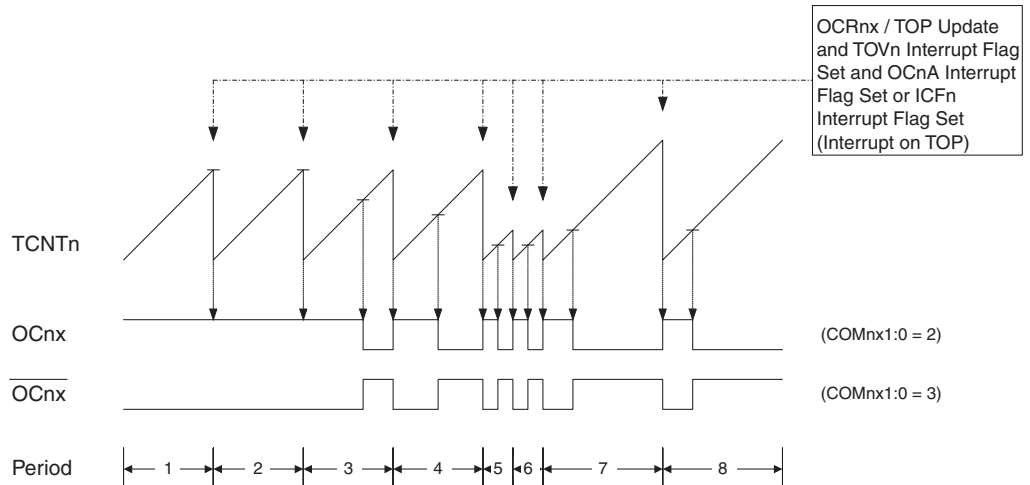 OCRnx / TOP Update
and TOVn Interrupt Flag
Set and OCnA Interrupt
Flag Set or ICFn
Interrupt Flag Set
(Interrupt on TOP)
TCNTn
OCnx
(COMnx1:0 = 2)
OCnx
(COMnx1:0 = 3)
Period 1 2 3 4 5 6 7 8